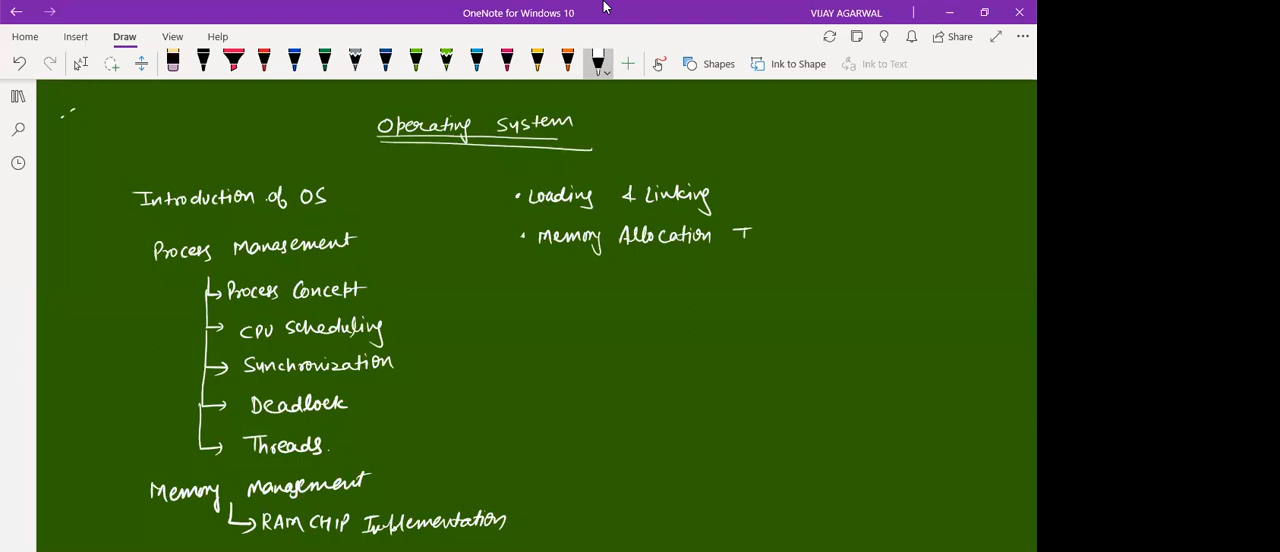 OneNote for Windows 10
VIJAY AGARWAL
Home Insert Draw View Help
Share
Shapes Ink to Shape Ink to Text
Operating System
Introduction of OS
Process Management
Process Concept
CPU Scheduling
Synchronization
Deadlock
Threads.
Memory Management
RAM CHIP Implementation
• Loading & Linking
• Memory Allocation T